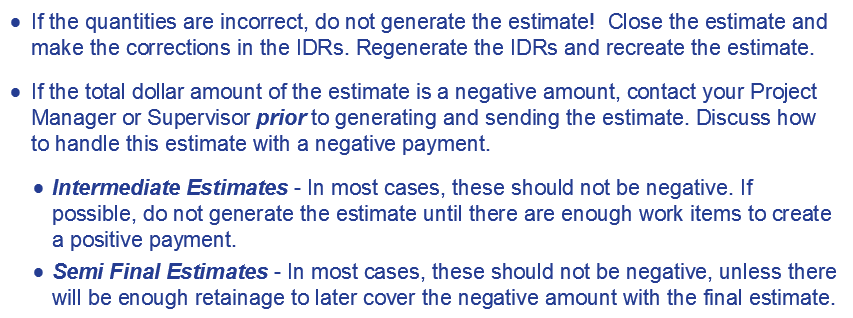 ● If the quantities are incorrect, do not generate the estimate!  Close the estimate and
make the corrections in the IDRs. Regenerate the IDRs and recreate the estimate.
● If the total dollar amount of the estimate is a negative amount, contact your Project
Manager or Supervisor prior to generating and sending the estimate. Discuss how
to handle this estimate with a negative payment.
● Intermediate Estimates - In most cases, these should not be negative. If
possible, do not generate the estimate until there are enough work items to create
a positive payment.
● Semi Final Estimates - In most cases, these should not be negative, unless there
will be enough retainage to later cover the negative amount with the final estimate.